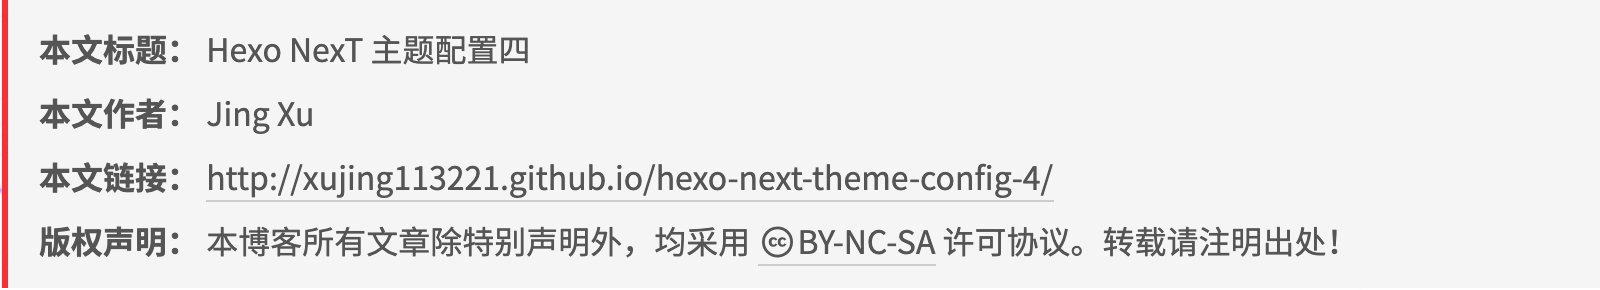 本文标题： Hexo NexT 主题配置四
本文作者： Jing Xu
本文链接： http://xujing113221.github.io/hexo-next-theme-config-4/
版权声明： 本博客所有文章除特别声明外，均采用 🅭BY-NC-SA 许可协议。转载请注明出处！